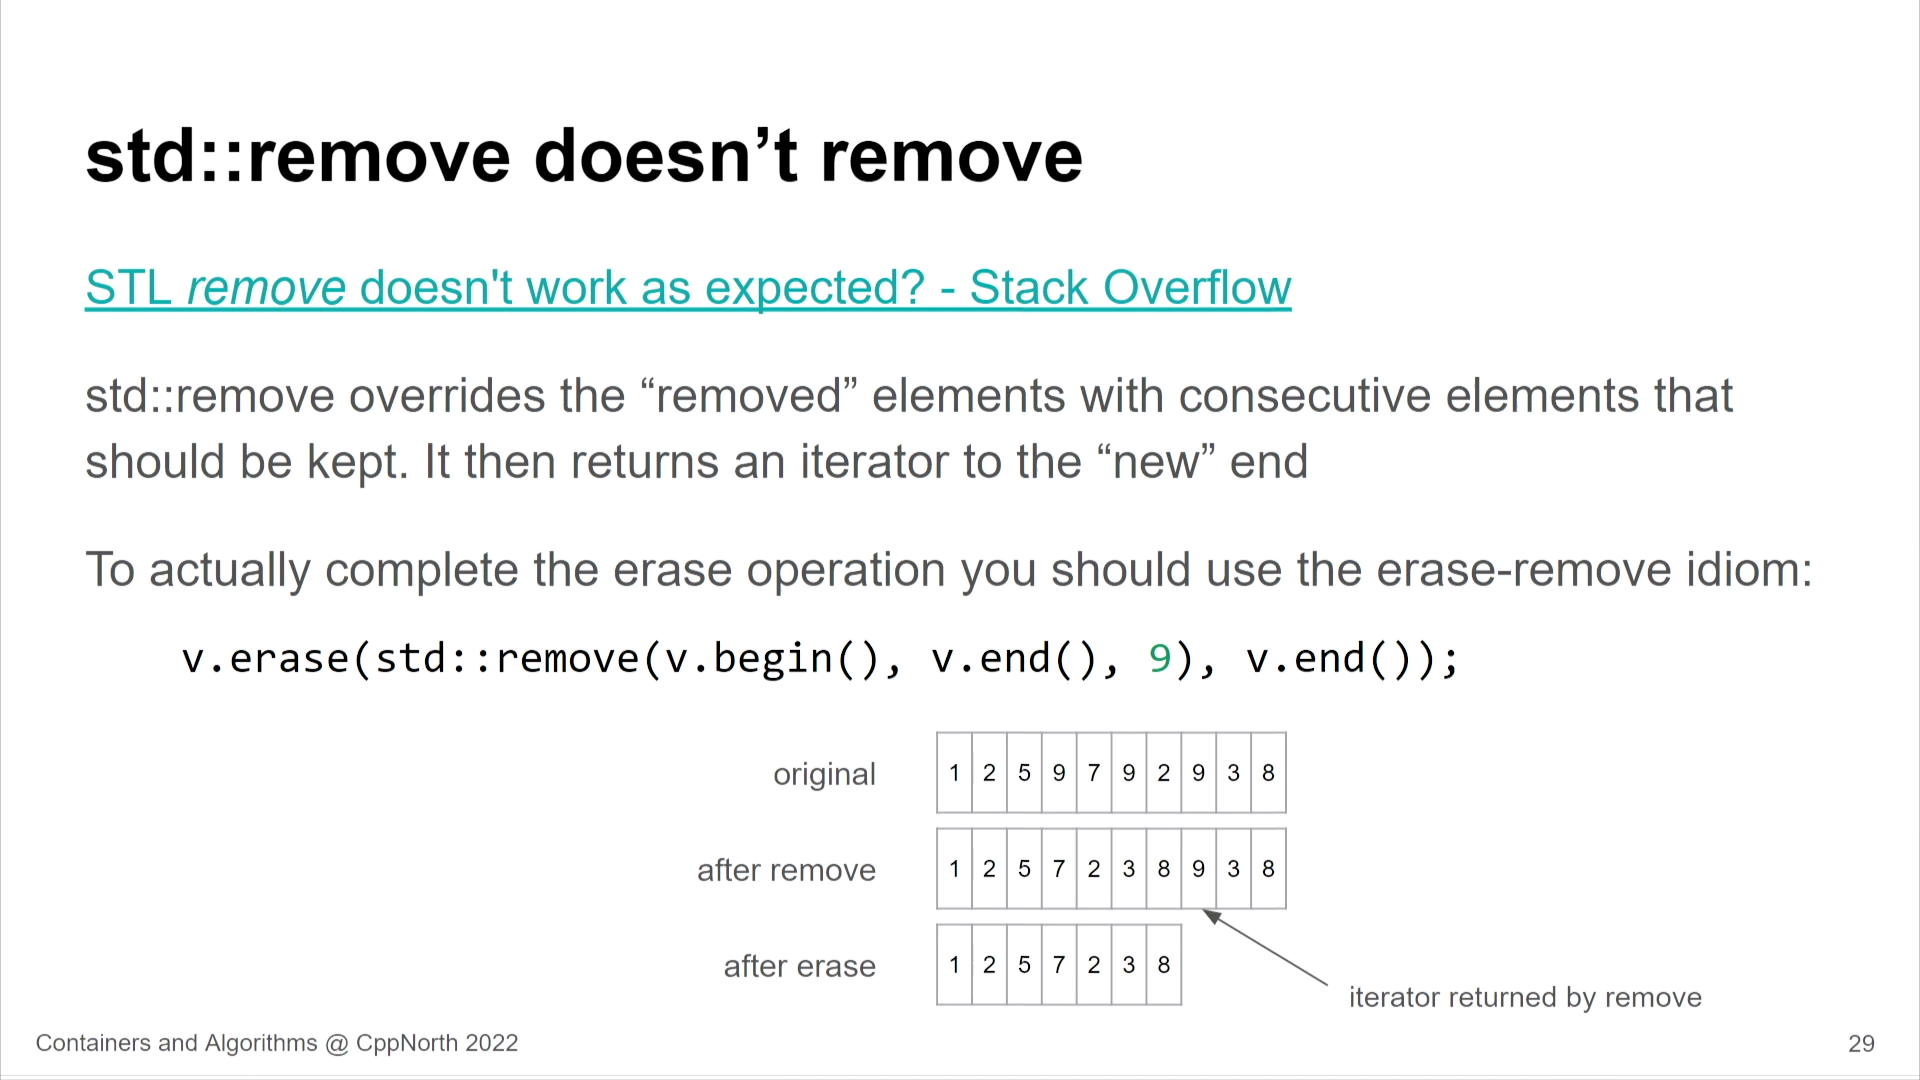 std::remove doesn’t remove
STL remove doesn't work as expected? - Stack Overflow
std::remove overrides the “removed” elements with consecutive elements that
should be kept. It then returns an iterator to the “new” end
To actually complete the erase operation you should use the erase-remove idiom:
v.erase(std::remove(v.begin(), v.end(), 9), v.end());
original 1 2 5 9 7 9 2 9 3 8
after remove 1 2 5 7 2 3 8 9 3 8
after erase 1 2 5 7 2 3 8
iterator returned by remove
Containers and Algorithms @ CppNorth 2022 29